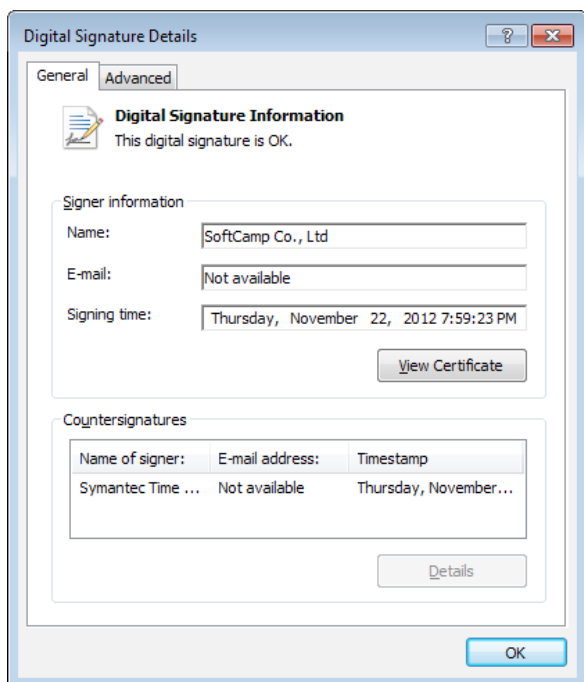 Digital Signature Details
?
General Advanced
Digital Signature Information
This digital signature is OK.
Signer information
Name: SoftCamp Co., Ltd
E-mail: Not available
Signing time: Thursday, November 22, 2012 7:59:23 PM
View Certificate
Countersignatures
Name of signer: E-mail address: Timestamp
Symantec Time ... Not available Thursday, November...
Details
OK